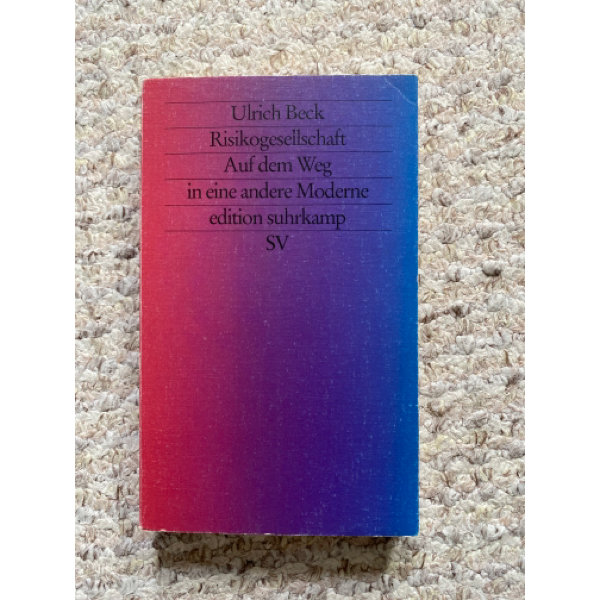 Ulrich Beck
Risikogesellschaft
Auf dem Weg
in eine andere Moderne
edition suhrkamp
SV